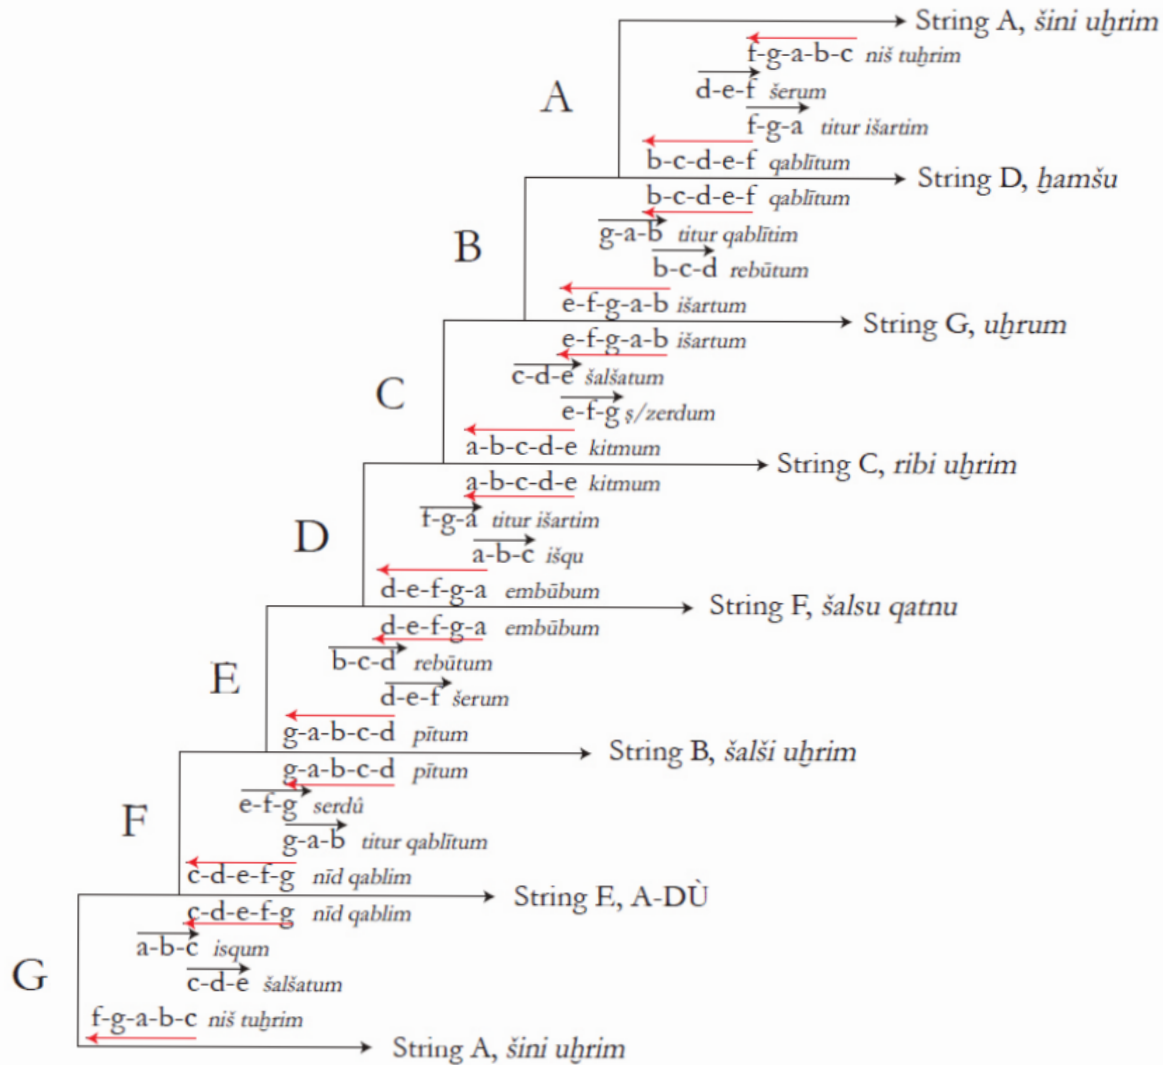 String A, šini uḫrim
f-g-a-b-c niš tuḫrim
A
d-e-f šerum
f-g-a titur išartim
b-c-d-e-f qablītum
String D, ḫamšu
b-c-d-e-f qablītum
B
g-a-b titur qablītim
b-c-d rebūtum
e-f-g-a-b išartum
String G, uḫrum
e-f-g-a-b išartum
c-d-e šalšatum
C
e-f-g ṣ/zerdum
a-b-c-d-e kitmum
String C, ribi uḫrim
a-b-c-d-e kitmum
f-g-a titur išartim
D
a-b-c išqu
d-e-f-g-a embūbum
String F, šalsu qatnu
d-e-f-g-a embūbum
b-c-d rebūtum
E
d-e-f šerum
g-a-b-c-d pītum
String B, šalši uḫrim
g-a-b-c-d pītum
e-f-g serdû
F
g-a-b titur qablītum
c-d-e-f-g nīd qablim
String E, A-DÙ
c-d-e-f-g nīd qablim
a-b-c isqum
G
c-d-e šalšatum
f-g-a-b-c niš tuḫrim
String A, šini uḫrim